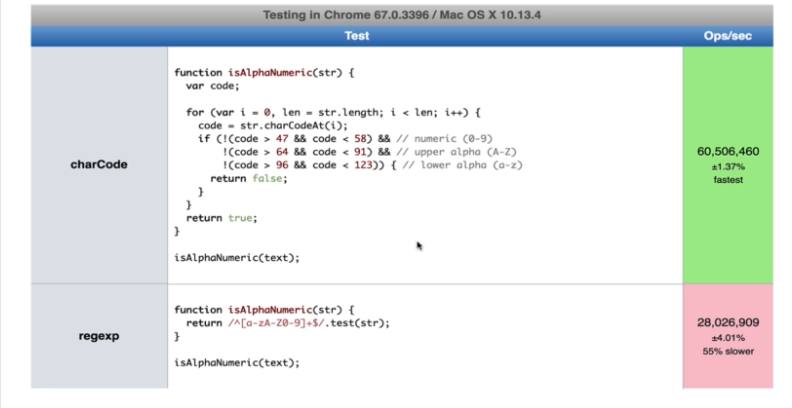 Testing in Chrome 67.0.3396 / Mac OS X 10.13.4
Test Ops/sec
charCode
function isAlphaNumeric(str) {
  var code;

  for (var i = 0, len = str.length; i < len; i++) {
    code = str.charCodeAt(i);
    if (!(code > 47 && code < 58) && // numeric (0-9)
        !(code > 64 && code < 91) && // upper alpha (A-Z)
        !(code > 96 && code < 123)) { // lower alpha (a-z)
      return false;
    }
  }
  return true;
}

isAlphaNumeric(text);
60,506,460
±1.37%
fastest
regexp
function isAlphaNumeric(str) {
  return /^[a-zA-Z0-9]+$/.test(str);
}

isAlphaNumeric(text);
28,026,909
±4.01%
55% slower